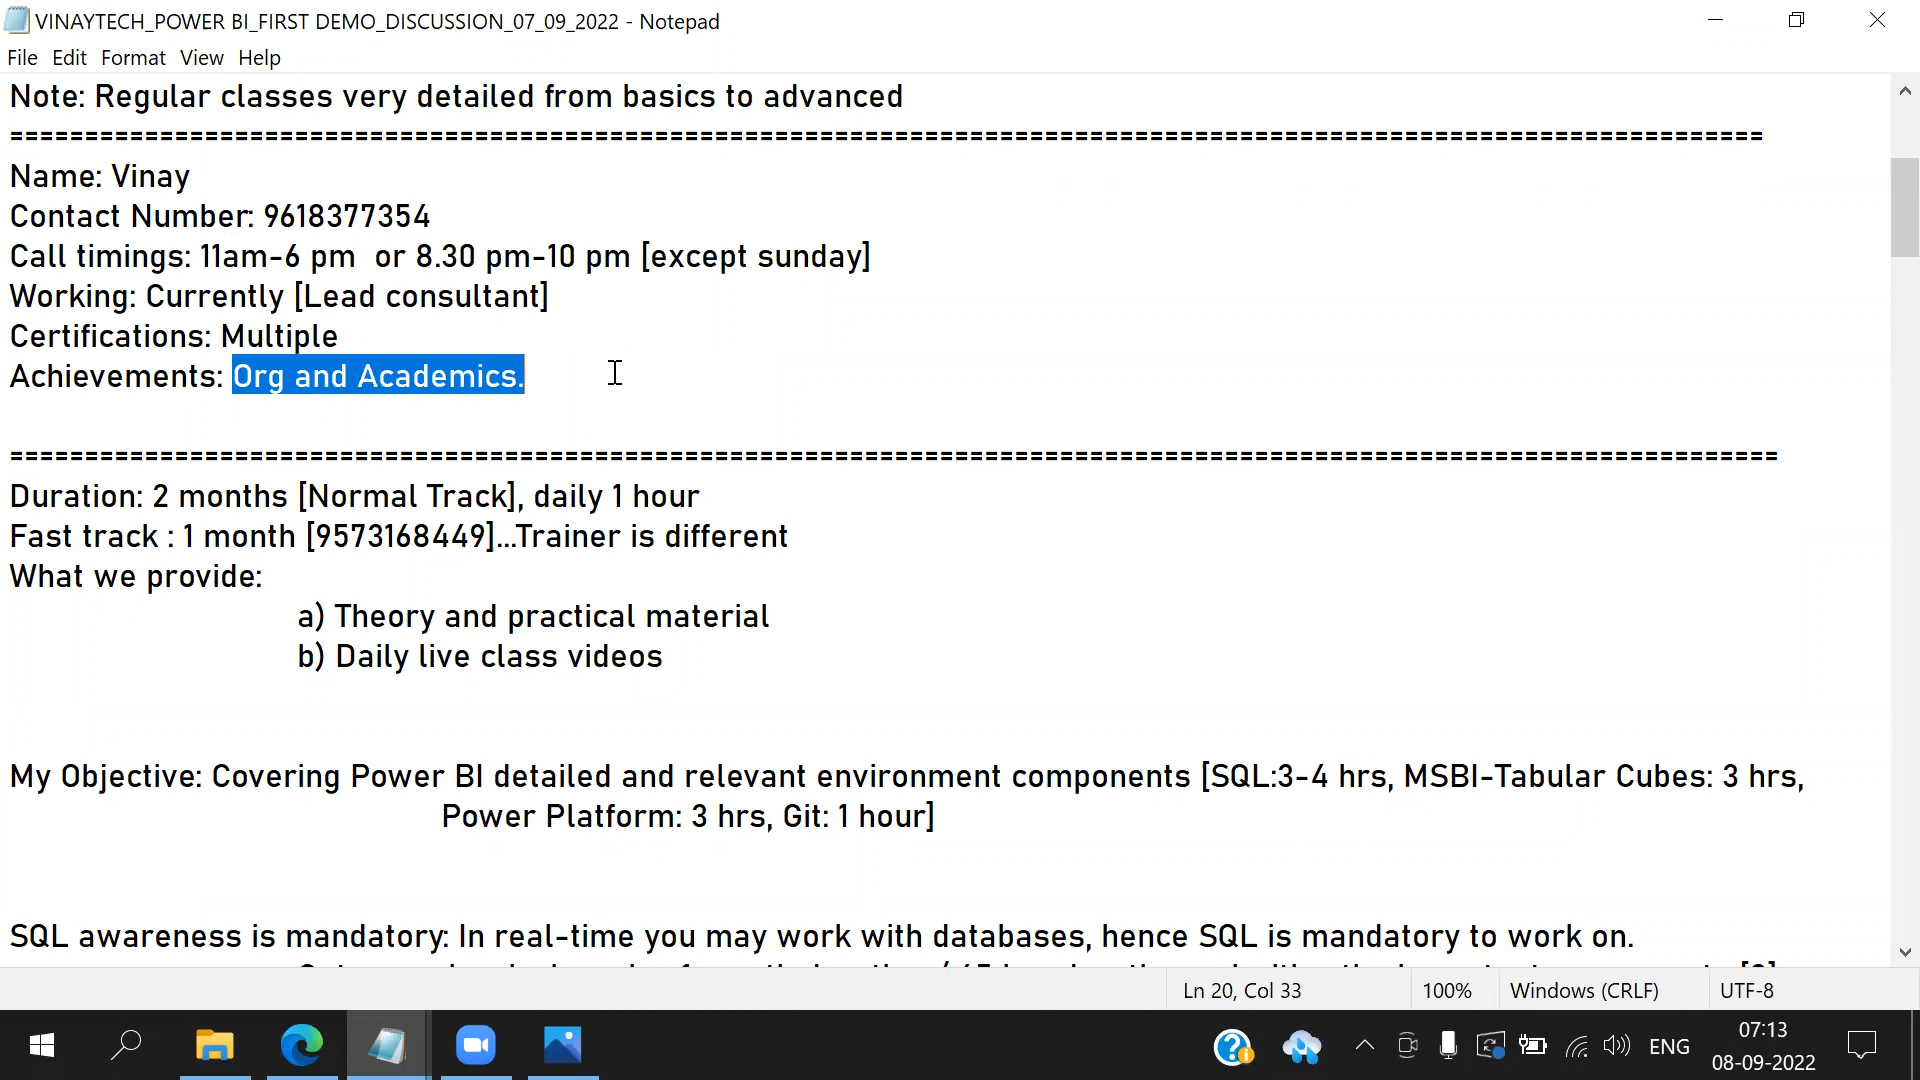 VINAYTECH_POWER BI_FIRST DEMO_DISCUSSION_07_09_2022 - Notepad
File Edit Format View Help
Note: Regular classes very detailed from basics to advanced
=====================================================================================================================
Name: Vinay
Contact Number: 9618377354
Call timings: 11am-6 pm  or 8.30 pm-10 pm [except sunday]
Working: Currently [Lead consultant]
Certifications: Multiple
Achievements: Org and Academics.
======================================================================================================================
Duration: 2 months [Normal Track], daily 1 hour
Fast track : 1 month [9573168449]...Trainer is different
What we provide:
a) Theory and practical material
b) Daily live class videos
My Objective: Covering Power BI detailed and relevant environment components [SQL:3-4 hrs, MSBI-Tabular Cubes: 3 hrs,
Power Platform: 3 hrs, Git: 1 hour]
SQL awareness is mandatory: In real-time you may work with databases, hence SQL is mandatory to work on.
Ln 20, Col 33 100% Windows (CRLF) UTF-8
ENG 07:13
08-09-2022